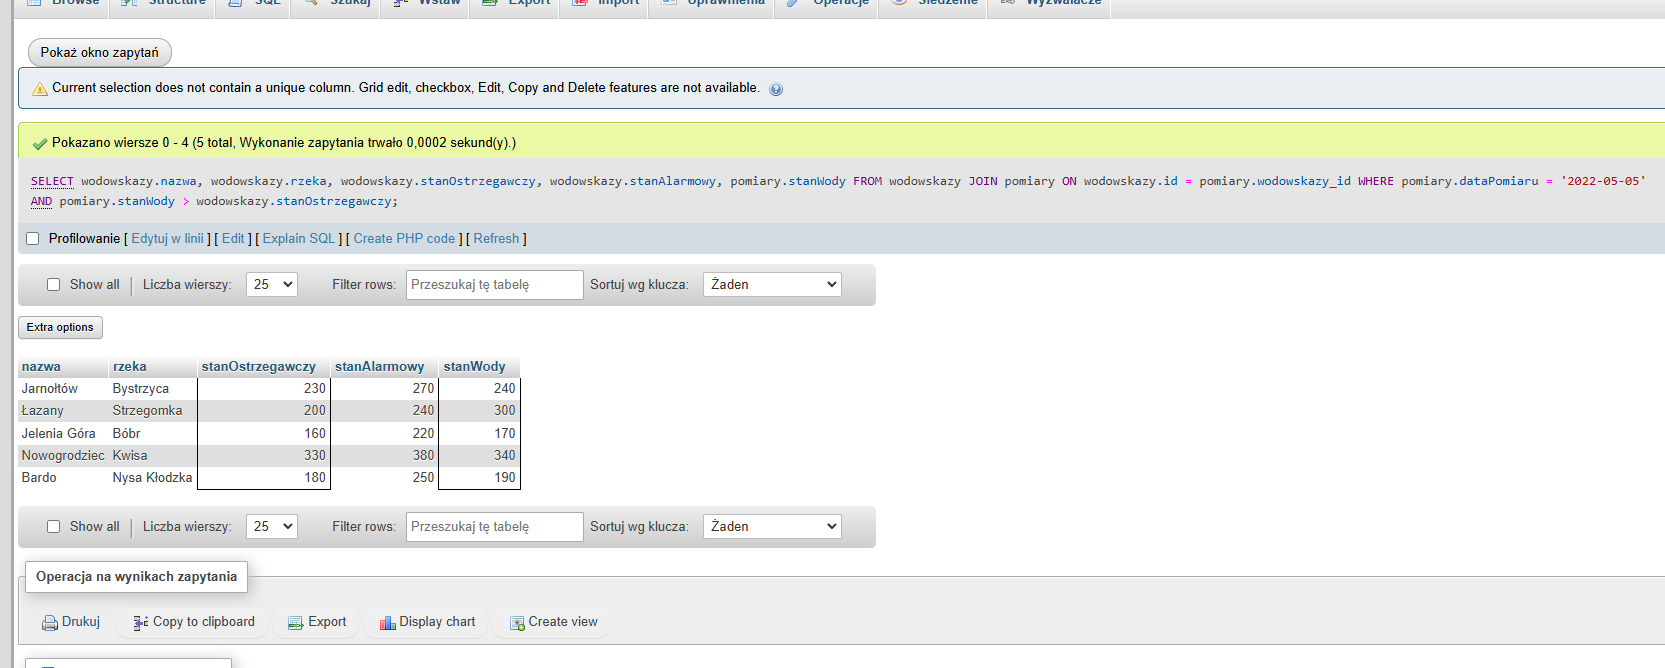 Browse Structure SQL Szukaj Wstaw Export Import Uprawnienia Operacje Śledzenie Wyzwalacze
Pokaż okno zapytań
Current selection does not contain a unique column. Grid edit, checkbox, Edit, Copy and Delete features are not available.
Pokazano wiersze 0 - 4 (5 total, Wykonanie zapytania trwało 0,0002 sekund(y).)
SELECT wodowskazy.nazwa, wodowskazy.rzeka, wodowskazy.stanOstrzegawczy, wodowskazy.stanAlarmowy, pomiary.stanWody FROM wodowskazy JOIN pomiary ON wodowskazy.id = pomiary.wodowskazy_id WHERE pomiary.dataPomiaru = '2022-05-05'
AND pomiary.stanWody > wodowskazy.stanOstrzegawczy;
Profilowanie [ Edytuj w linii ] [ Edit ] [ Explain SQL ] [ Create PHP code ] [ Refresh ]
Show all | Liczba wierszy: 25 Filter rows: Przeszukaj tę tabelę Sortuj wg klucza: Żaden
Extra options
nazwa rzeka stanOstrzegawczy stanAlarmowy stanWody
Jarnołtów Bystrzyca 230 270 240
Łazany Strzegomka 200 240 300
Jelenia Góra Bóbr 160 220 170
Nowogrodziec Kwisa 330 380 340
Bardo Nysa Kłodzka 180 250 190
Show all | Liczba wierszy: 25 Filter rows: Przeszukaj tę tabelę Sortuj wg klucza: Żaden
Operacja na wynikach zapytania
Drukuj Copy to clipboard Export Display chart Create view